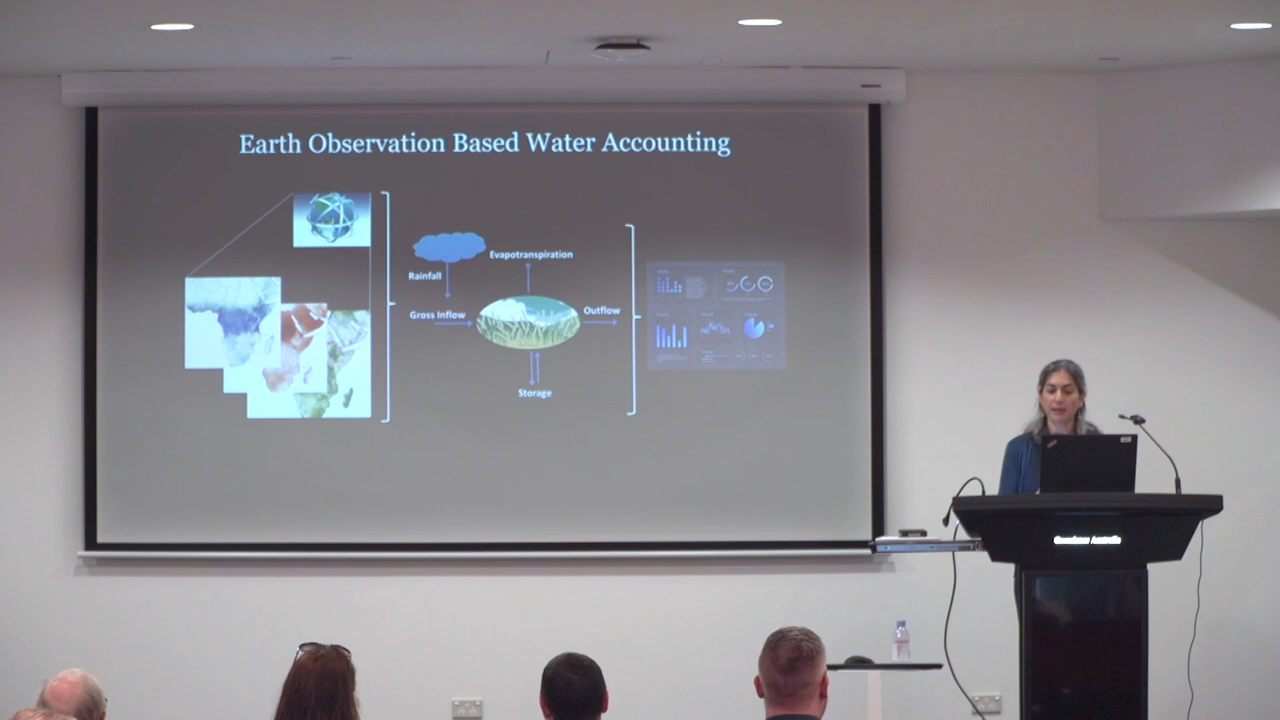 Earth Observation Based Water Accounting
Evapotranspiration
Rainfall
Gross Inflow
Outflow
Storage
Geoscience Australia